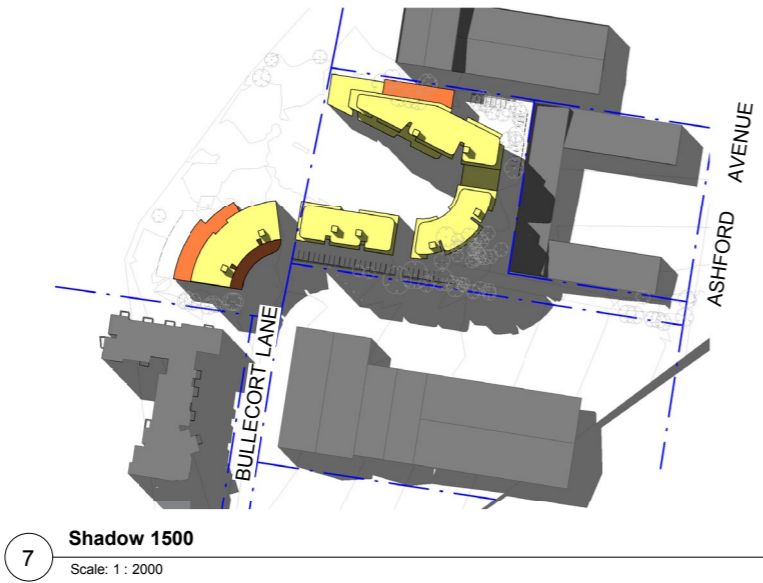 ASHFORD AVENUE
BULLECORT LANE
7
Shadow 1500
Scale: 1 : 2000